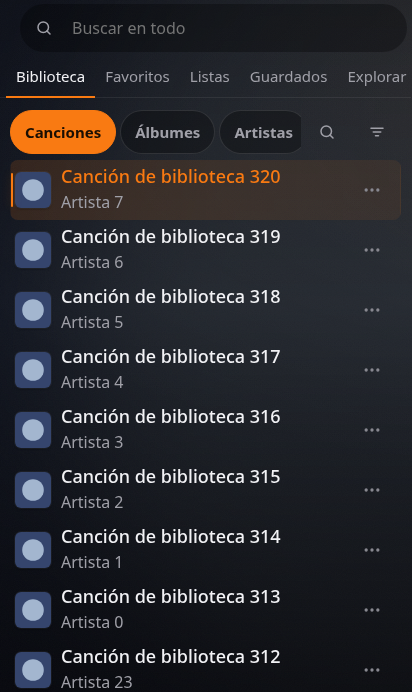 Buscar en todo
Biblioteca Favoritos Listas Guardados Explorar
Canciones Álbumes Artistas
Canción de biblioteca 320
Artista 7
Canción de biblioteca 319
Artista 6
Canción de biblioteca 318
Artista 5
Canción de biblioteca 317
Artista 4
Canción de biblioteca 316
Artista 3
Canción de biblioteca 315
Artista 2
Canción de biblioteca 314
Artista 1
Canción de biblioteca 313
Artista 0
Canción de biblioteca 312
Artista 23